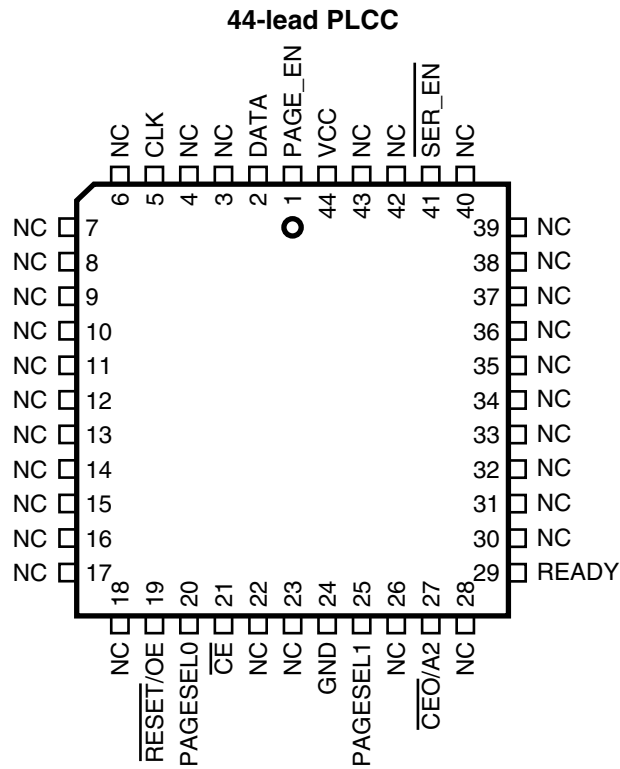 44-lead PLCC
NC
CLK
NC
NC
DATA
PAGE_EN
VCC
NC
NC
SER_EN
NC
6
5
4
3
2
1
44
43
42
41
40
NC 7
NC 8
NC 9
NC 10
NC 11
NC 12
NC 13
NC 14
NC 15
NC 16
NC 17
39 NC
38 NC
37 NC
36 NC
35 NC
34 NC
33 NC
32 NC
31 NC
30 NC
29 READY
18
19
20
21
22
23
24
25
26
27
28
NC
RESET/OE
PAGESEL0
CE
NC
NC
GND
PAGESEL1
NC
CEO/A2
NC